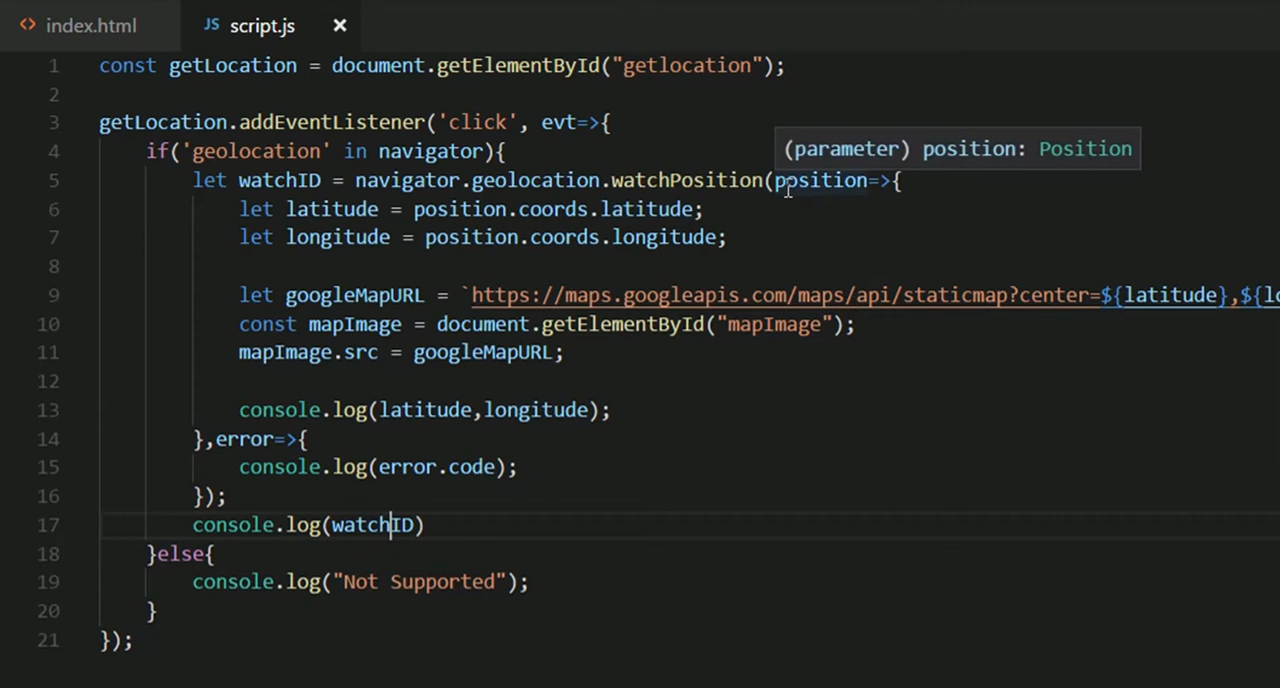 index.html
JS script.js ×
1 const getLocation = document.getElementById("getlocation");
2
3 getLocation.addEventListener('click', evt=>{
(parameter) position: Position
4 if('geolocation' in navigator){
5 let watchID = navigator.geolocation.watchPosition(position=>{
6 let latitude = position.coords.latitude;
7 let longitude = position.coords.longitude;
8
9 let googleMapURL = `https://maps.googleapis.com/maps/api/staticmap?center=${latitude},${lo
10 const mapImage = document.getElementById("mapImage");
11 mapImage.src = googleMapURL;
12
13 console.log(latitude,longitude);
14 },error=>{
15 console.log(error.code);
16 });
17 console.log(watchID)
18 }else{
19 console.log("Not Supported");
20 }
21 });